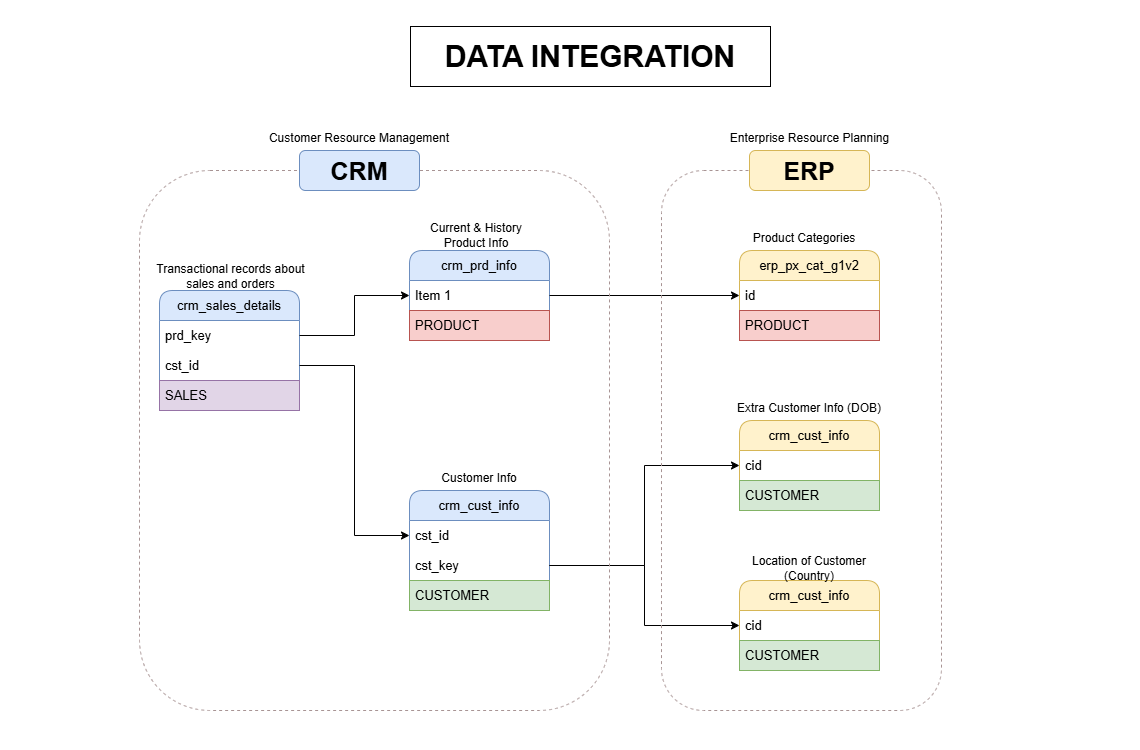 DATA INTEGRATION
Customer Resource Management
CRM
Enterprise Resource Planning
ERP
Transactional records about
sales and orders
crm_sales_details
prd_key
cst_id
SALES
Current & History
Product Info
crm_prd_info
Item 1
PRODUCT
Customer Info
crm_cust_info
cst_id
cst_key
CUSTOMER
Product Categories
erp_px_cat_g1v2
id
PRODUCT
Extra Customer Info (DOB)
crm_cust_info
cid
CUSTOMER
Location of Customer
(Country)
crm_cust_info
cid
CUSTOMER